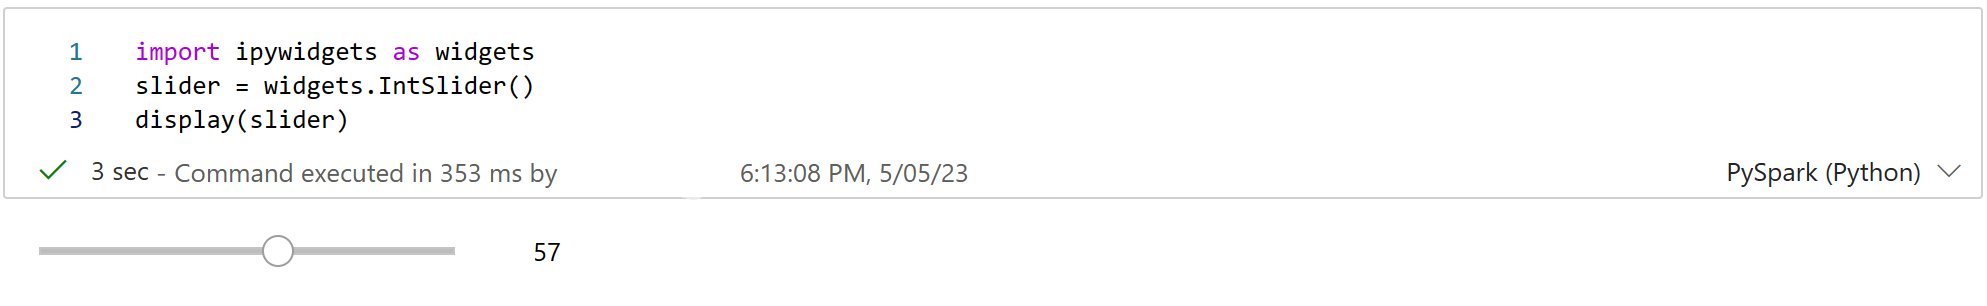 1 import ipywidgets as widgets
2 slider = widgets.IntSlider()
3 display(slider)
3 sec - Command executed in 353 ms by 6:13:08 PM, 5/05/23 PySpark (Python)
57